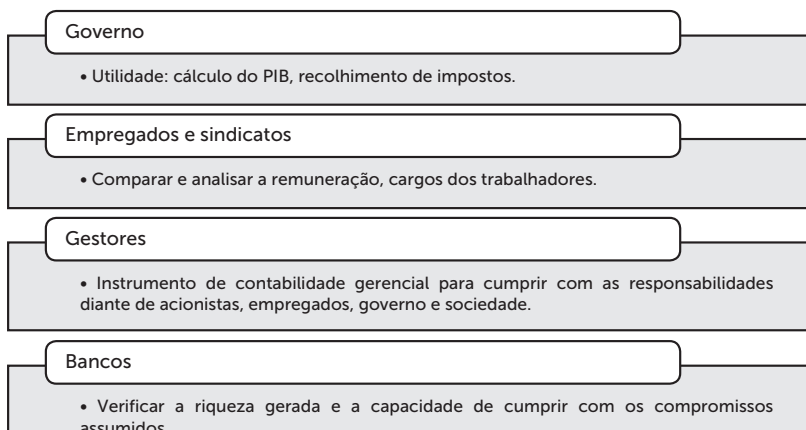 Governo
• Utilidade: cálculo do PIB, recolhimento de impostos.
Empregados e sindicatos
• Comparar e analisar a remuneração, cargos dos trabalhadores.
Gestores
• Instrumento de contabilidade gerencial para cumprir com as responsabilidades
diante de acionistas, empregados, governo e sociedade.
Bancos
• Verificar a riqueza gerada e a capacidade de cumprir com os compromissos
assumidos